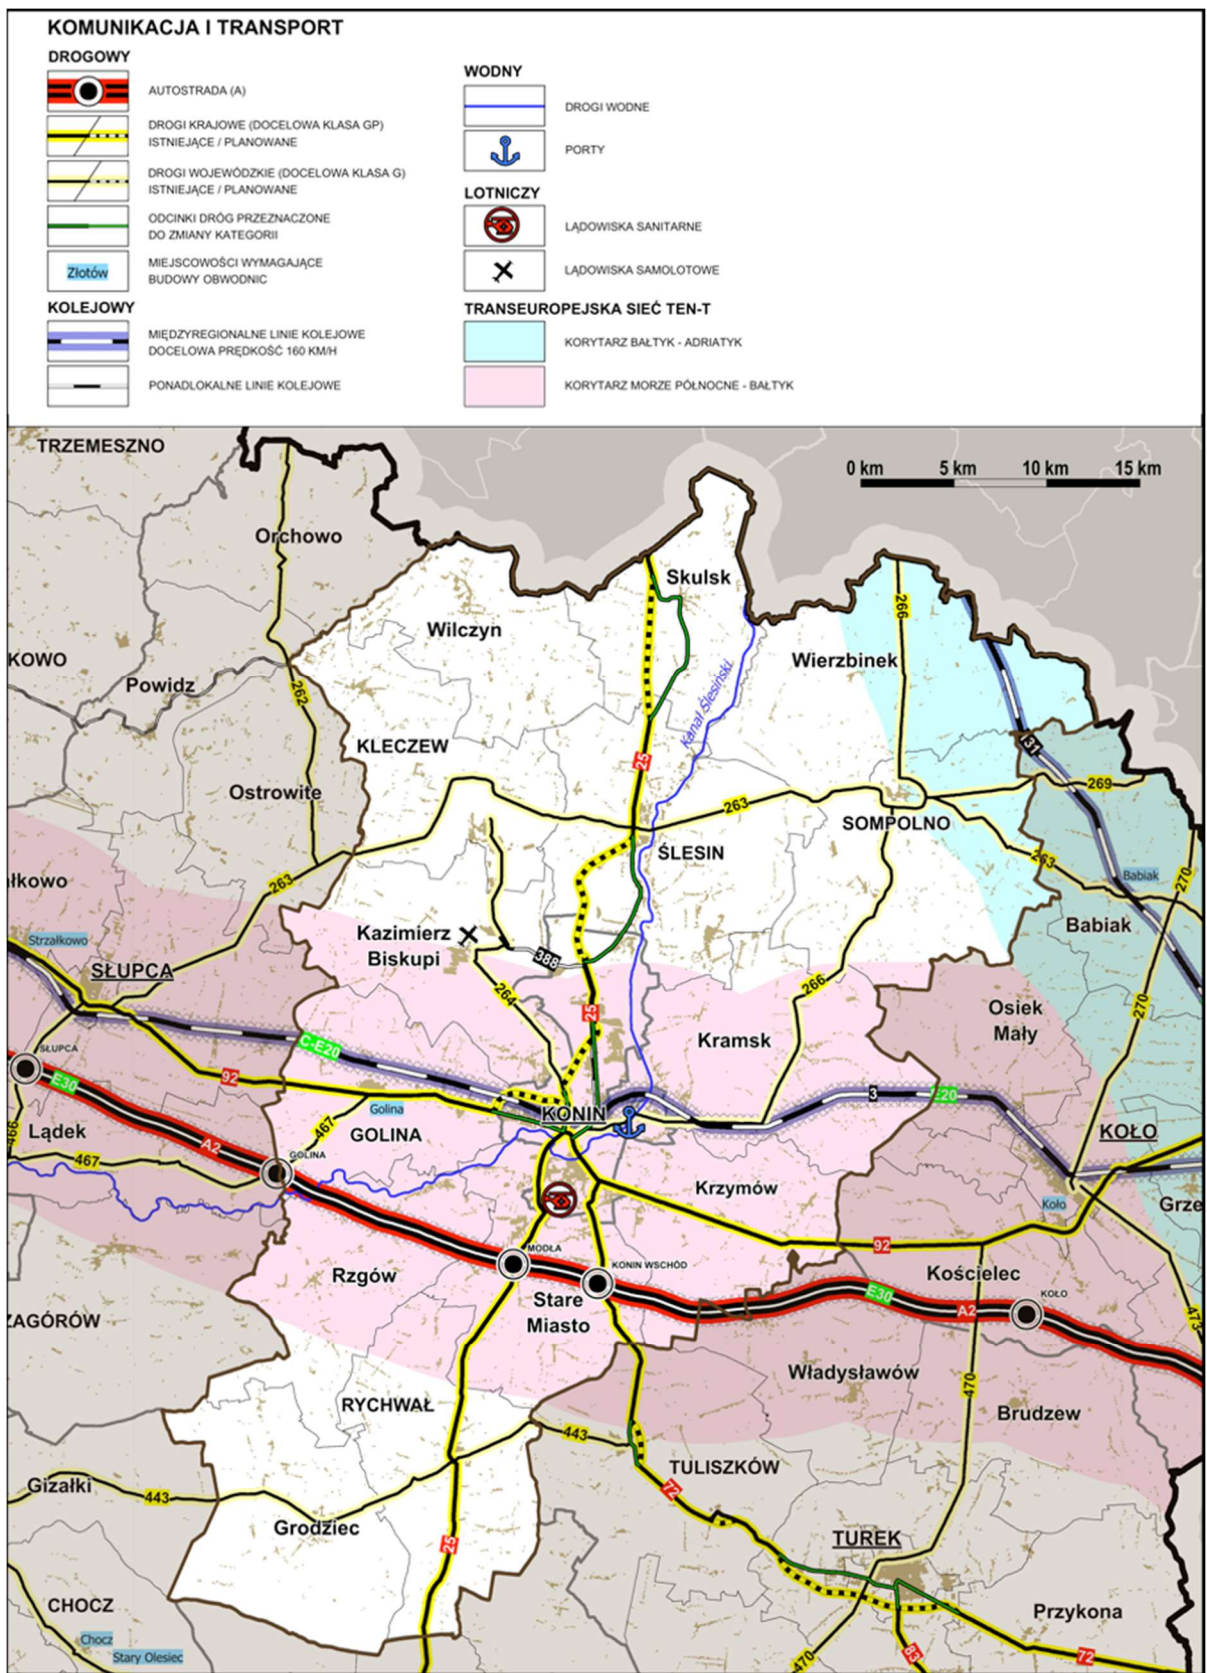 KOMUNIKACJA I TRANSPORT
DROGOWY
AUTOSTRADA (A)
DROGI KRAJOWE (DOCELOWA KLASA GP)
ISTNIEJĄCE / PLANOWANE
DROGI WOJEWÓDZKIE (DOCELOWA KLASA G)
ISTNIEJĄCE / PLANOWANE
ODCINKI DRÓG PRZEZNACZONE
DO ZMIANY KATEGORII
Złotów
MIEJSCOWOŚCI WYMAGAJĄCE
BUDOWY OBWODNIC
KOLEJOWY
MIĘDZYREGIONALNE LINIE KOLEJOWE
DOCELOWA PRĘDKOŚĆ 160 KM/H
PONADLOKALNE LINIE KOLEJOWE
WODNY
DROGI WODNE
PORTY
LOTNICZY
LĄDOWISKA SANITARNE
LĄDOWISKA SAMOLOTOWE
TRANSEUROPEJSKA SIEĆ TEN-T
KORYTARZ BAŁTYK - ADRIATYK
KORYTARZ MORZE PÓŁNOCNE - BAŁTYK
TRZEMESZNO
0 km 5 km 10 km 15 km
Orchowo
Skulsk
266
Wilczyn
KOWO
Wierzbinek
Powidz
262
Kanał Ślesiński
KLECZEW
131
25
269
Ostrowite
263
SOMPOLNO
ŚLESIN
263
ałkowo
263
270
Babiak
Babiak
Kazimierz
Biskupi
Strzałkowo
388
SŁUPCA
264
266
270
Osiek
Mały
25
Kramsk
SŁUPCA
C-E20
E30
92
3
E20
Golina
KONIN
466
Lądek
467
GOLINA
KOŁO
A2
GOLINA
467
Krzymów
Koło
Grze
92
MODŁA
KONIN WSCHÓD
Rzgów
Kościelec
Stare
Miasto
E30
A2
KOŁO
ZAGÓRÓW
473
Władysławów
470
RYCHWAŁ
Brudzew
443
TULISZKÓW
Gizałki
443
72
Grodziec
25
TUREK
CHOCZ
Przykona
Chocz
Stary Olesiec
470
83
72